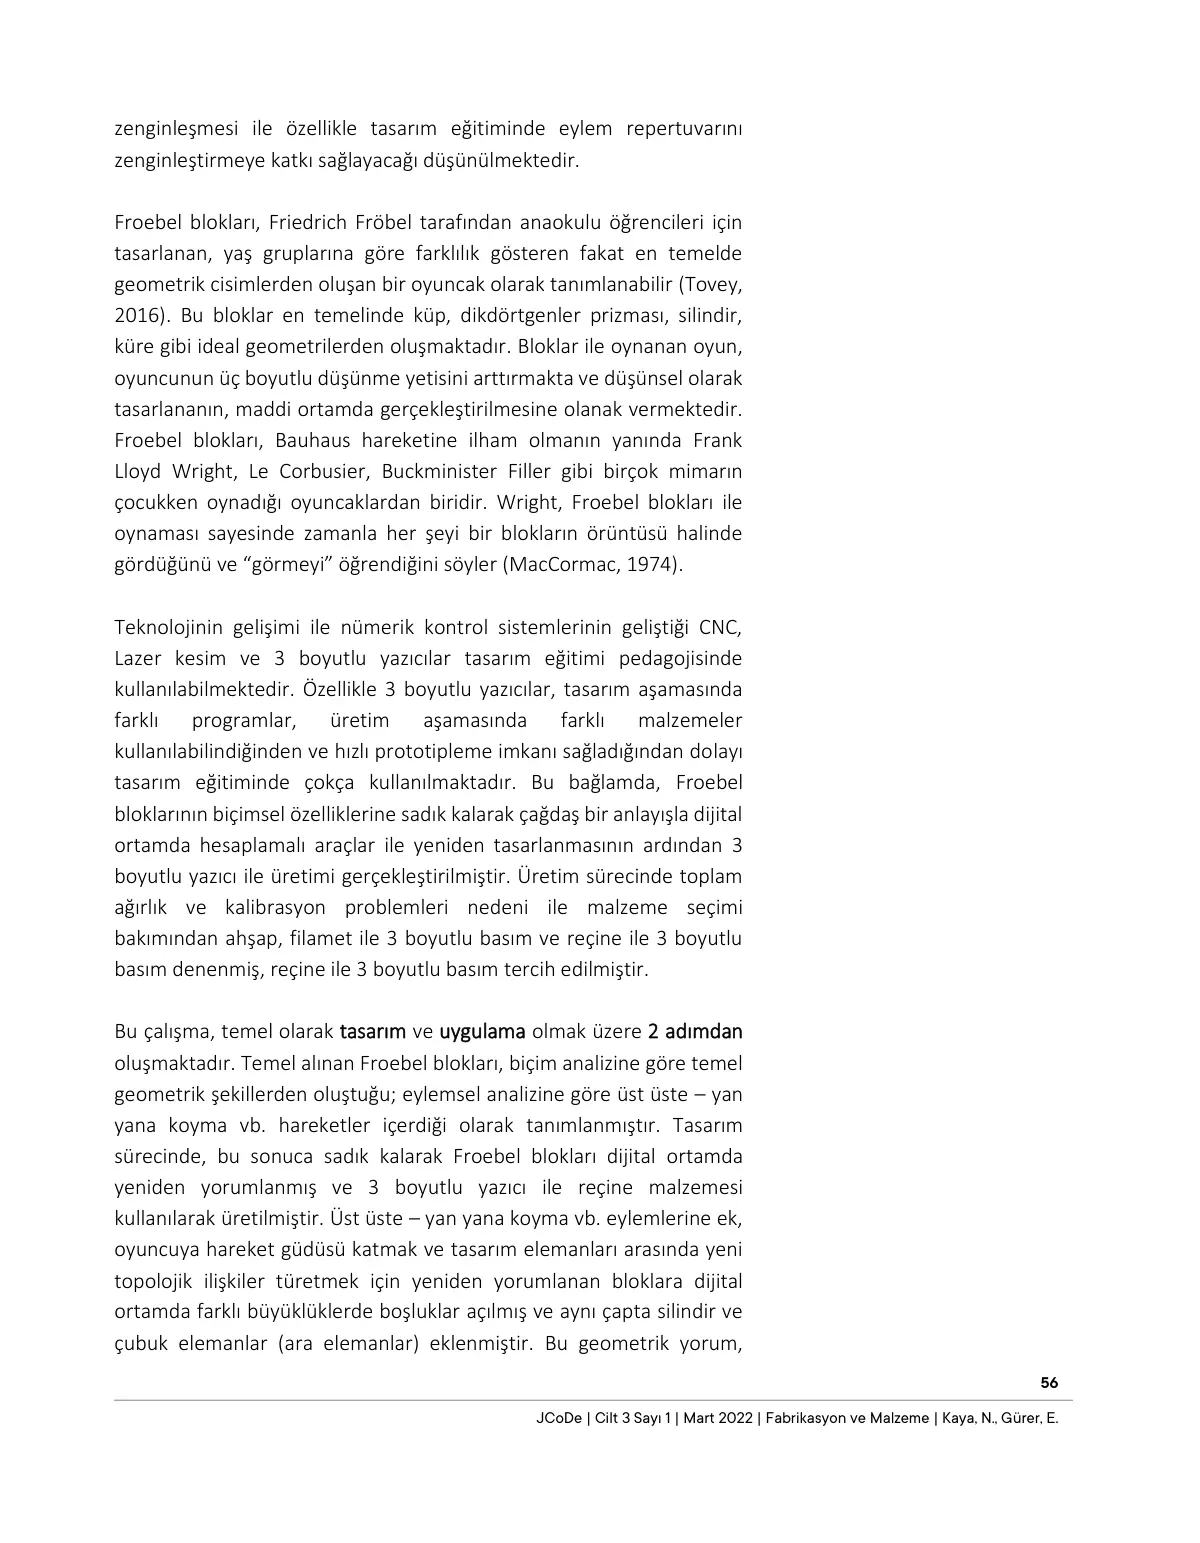 zenginleşmesi ile özellikle tasarım eğitiminde eylem repertuvarını
zenginleştirmeye katkı sağlayacağı düşünülmektedir.
Froebel blokları, Friedrich Fröbel tarafından anaokulu öğrencileri için
tasarlanan, yaş gruplarına göre farklılık gösteren fakat en temelde
geometrik cisimlerden oluşan bir oyuncak olarak tanımlanabilir (Tovey,
2016). Bu bloklar en temelinde küp, dikdörtgenler prizması, silindir,
küre gibi ideal geometrilerden oluşmaktadır. Bloklar ile oynanan oyun,
oyuncunun üç boyutlu düşünme yetisini arttırmakta ve düşünsel olarak
tasarlananın, maddi ortamda gerçekleştirilmesine olanak vermektedir.
Froebel blokları, Bauhaus hareketine ilham olmanın yanında Frank
Lloyd Wright, Le Corbusier, Buckminister Filler gibi birçok mimarın
çocukken oynadığı oyuncaklardan biridir. Wright, Froebel blokları ile
oynaması sayesinde zamanla her şeyi bir blokların örüntüsü halinde
gördüğünü ve “görmeyi” öğrendiğini söyler (MacCormac, 1974).
Teknolojinin gelişimi ile nümerik kontrol sistemlerinin geliştiği CNC,
Lazer kesim ve 3 boyutlu yazıcılar tasarım eğitimi pedagojisinde
kullanılabilmektedir. Özellikle 3 boyutlu yazıcılar, tasarım aşamasında
farklı programlar, üretim aşamasında farklı malzemeler
kullanılabilindiğinden ve hızlı prototipleme imkanı sağladığından dolayı
tasarım eğitiminde çokça kullanılmaktadır. Bu bağlamda, Froebel
bloklarının biçimsel özelliklerine sadık kalarak çağdaş bir anlayışla dijital
ortamda hesaplamalı araçlar ile yeniden tasarlanmasının ardından 3
boyutlu yazıcı ile üretimi gerçekleştirilmiştir. Üretim sürecinde toplam
ağırlık ve kalibrasyon problemleri nedeni ile malzeme seçimi
bakımından ahşap, filamet ile 3 boyutlu basım ve reçine ile 3 boyutlu
basım denenmiş, reçine ile 3 boyutlu basım tercih edilmiştir.
Bu çalışma, temel olarak tasarım ve uygulama olmak üzere 2 adımdan
oluşmaktadır. Temel alınan Froebel blokları, biçim analizine göre temel
geometrik şekillerden oluştuğu; eylemsel analizine göre üst üste – yan
yana koyma vb. hareketler içerdiği olarak tanımlanmıştır. Tasarım
sürecinde, bu sonuca sadık kalarak Froebel blokları dijital ortamda
yeniden yorumlanmış ve 3 boyutlu yazıcı ile reçine malzemesi
kullanılarak üretilmiştir. Üst üste – yan yana koyma vb. eylemlerine ek,
oyuncuya hareket güdüsü katmak ve tasarım elemanları arasında yeni
topolojik ilişkiler türetmek için yeniden yorumlanan bloklara dijital
ortamda farklı büyüklüklerde boşluklar açılmış ve aynı çapta silindir ve
çubuk elemanlar (ara elemanlar) eklenmiştir. Bu geometrik yorum,
56
JCoDe | Cilt 3 Sayı 1 | Mart 2022 | Fabrikasyon ve Malzeme | Kaya, N., Gürer, E.